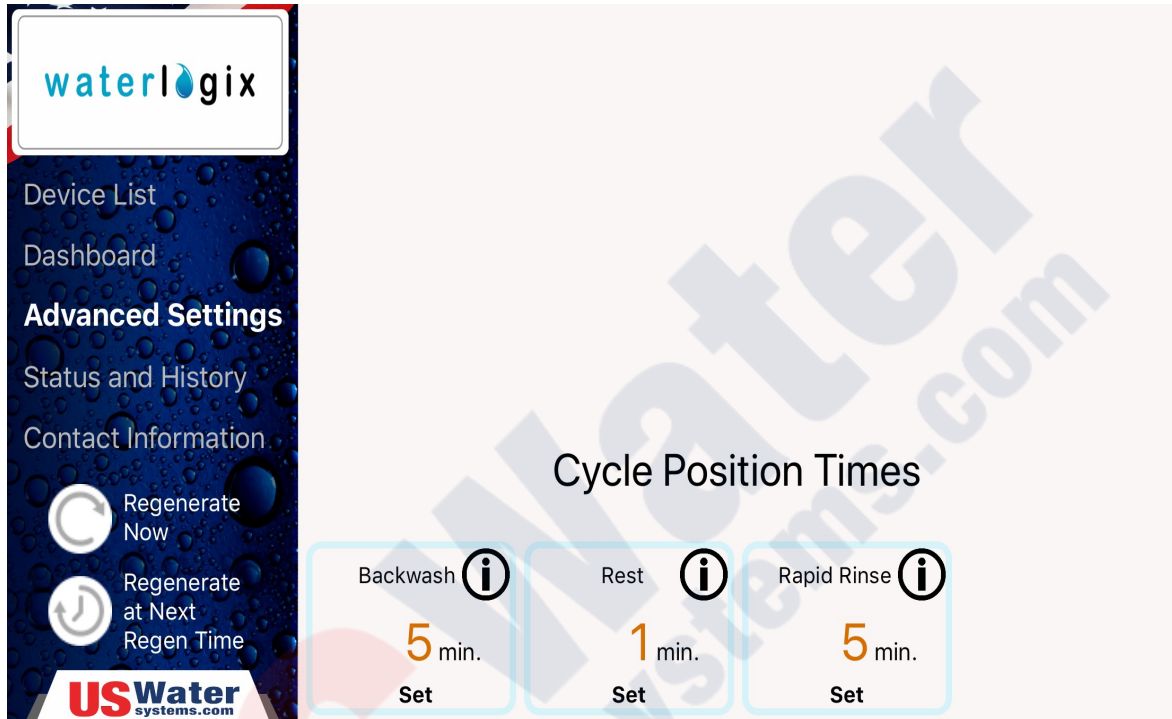 waterlogix
Device List
Dashboard
Advanced Settings
Status and History
Contact Information
Regenerate
Now
Regenerate
at Next
Regen Time
USWater
systems.com
Water
ystems.com
Cycle Position Times
Backwash
Rest
Rapid Rinse
5 min.
1 min.
5 min.
Set
Set
Set